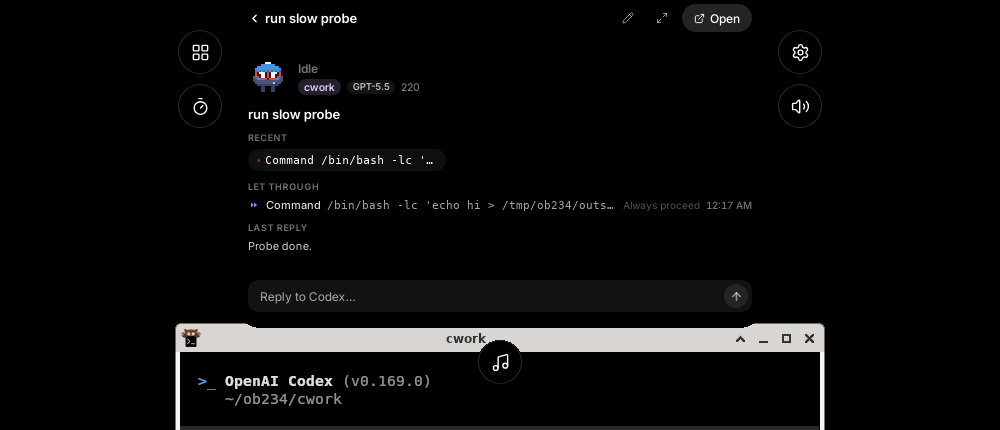 run slow probe
Open
Idle
cwork GPT-5.5 220
run slow probe
RECENT
Command /bin/bash -lc '…
LET THROUGH
Command /bin/bash -lc 'echo hi > /tmp/ob234/outs… Always proceed 12:17 AM
LAST REPLY
Probe done.
Reply to Codex...
cwork
>_ OpenAI Codex (v0.169.0)
~/ob234/cwork